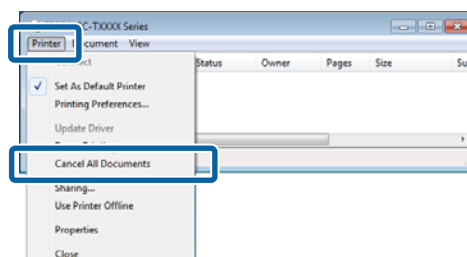 C-TXXXX Series
Printer Document View
Status Owner Pages Size
Set As Default Printer
Printing Preferences...
Update Driver
Cancel All Documents
Sharing...
Use Printer Offline
Properties
Close